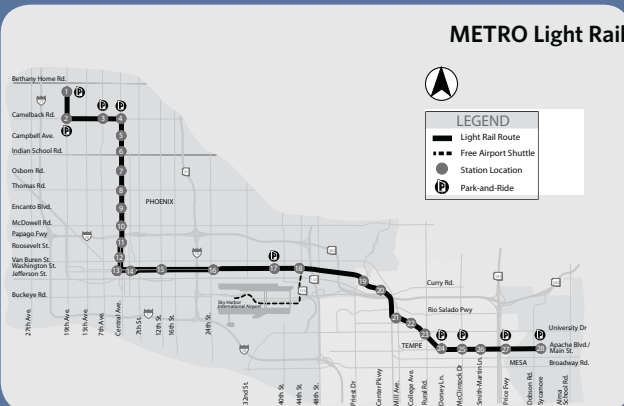 METRO Light Rail
LEGEND
Light Rail Route
Free Airport Shuttle
Station Location
P Park-and-Ride
Bethany Home Rd.
Camelback Rd.
Campbell Ave.
Indian School Rd.
Osborn Rd.
Thomas Rd.
Encanto Blvd.
McDowell Rd.
Papago Fwy
Roosevelt St.
Van Buren St.
Washington St.
Jefferson St.
Buckeye Rd.
PHOENIX
1 P
2 3 4
P P P
5
6
7
8
9
10
11
12
13 14 15 16 17 18
P
19
20
21
22
23
24 25 26 27 28
P P P P
Sky Harbor
International Airport
Curry Rd.
Rio Salado Pwy
University Dr
Apache Blvd./
Main St.
Broadway Rd.
TEMPE
MESA
27th Ave.
19th Ave.
15th Ave.
7th Ave.
Central Ave.
7th St.
12th St.
16th St.
24th St.
32nd St.
40th St.
44th St.
48th St.
Priest Dr
Center Pkwy
Mill Ave.
College Ave.
Rural Rd.
Dorsey Ln.
McClintock Dr.
Smith-Martin Ln.
Price Fwy
Dobson Rd.
Sycamore
Alma
School Rd.